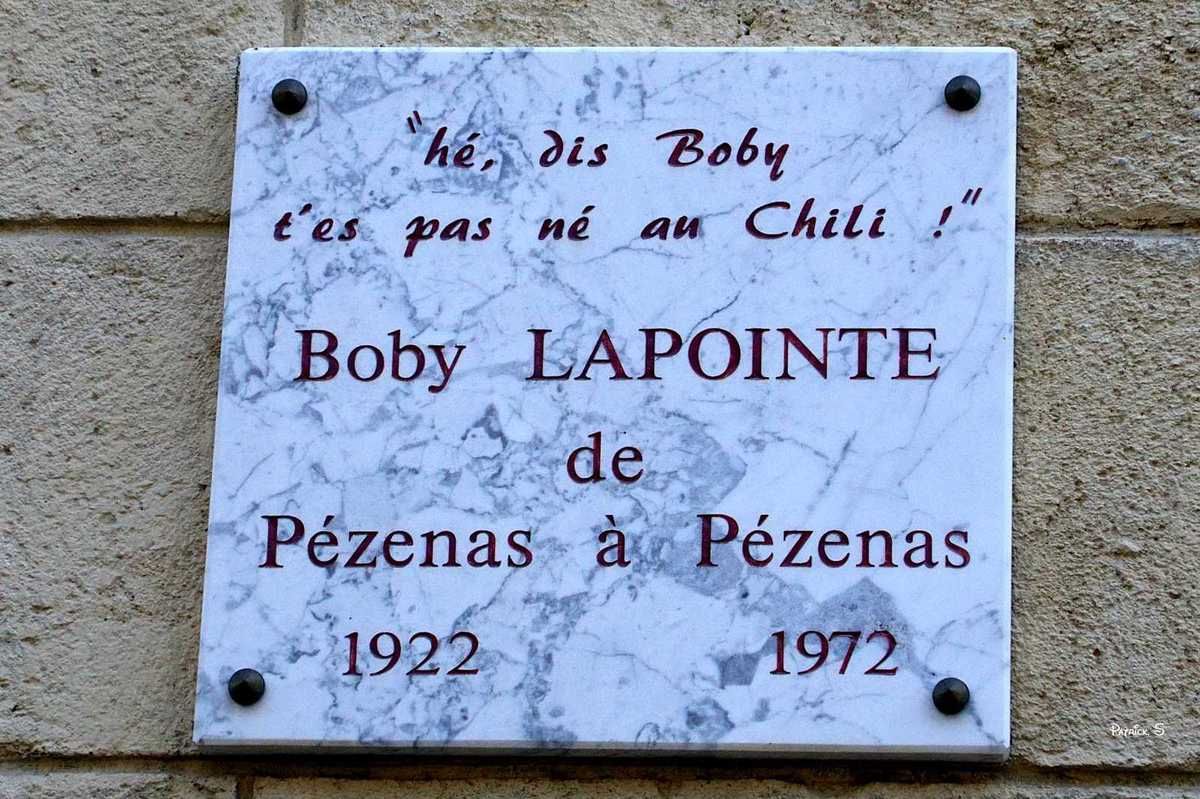 "hé, dis Boby
t'es pas né au Chili !"
Boby LAPOINTE
de
Pézenas à Pézenas
1922 1972
Patrick S